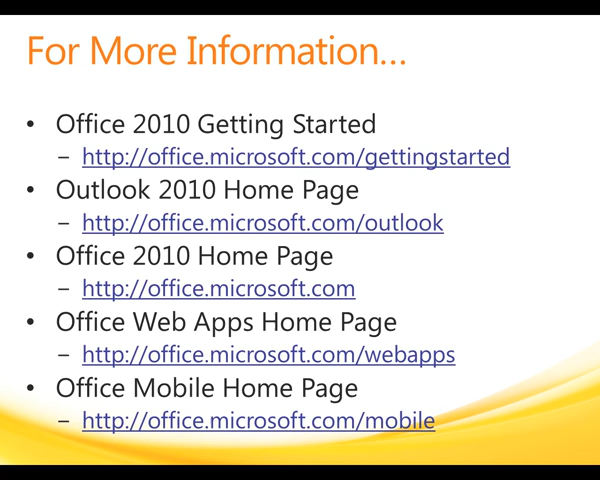 For More Information...
• Office 2010 Getting Started
– http://office.microsoft.com/gettingstarted
• Outlook 2010 Home Page
– http://office.microsoft.com/outlook
• Office 2010 Home Page
– http://office.microsoft.com
• Office Web Apps Home Page
– http://office.microsoft.com/webapps
• Office Mobile Home Page
– http://office.microsoft.com/mobile